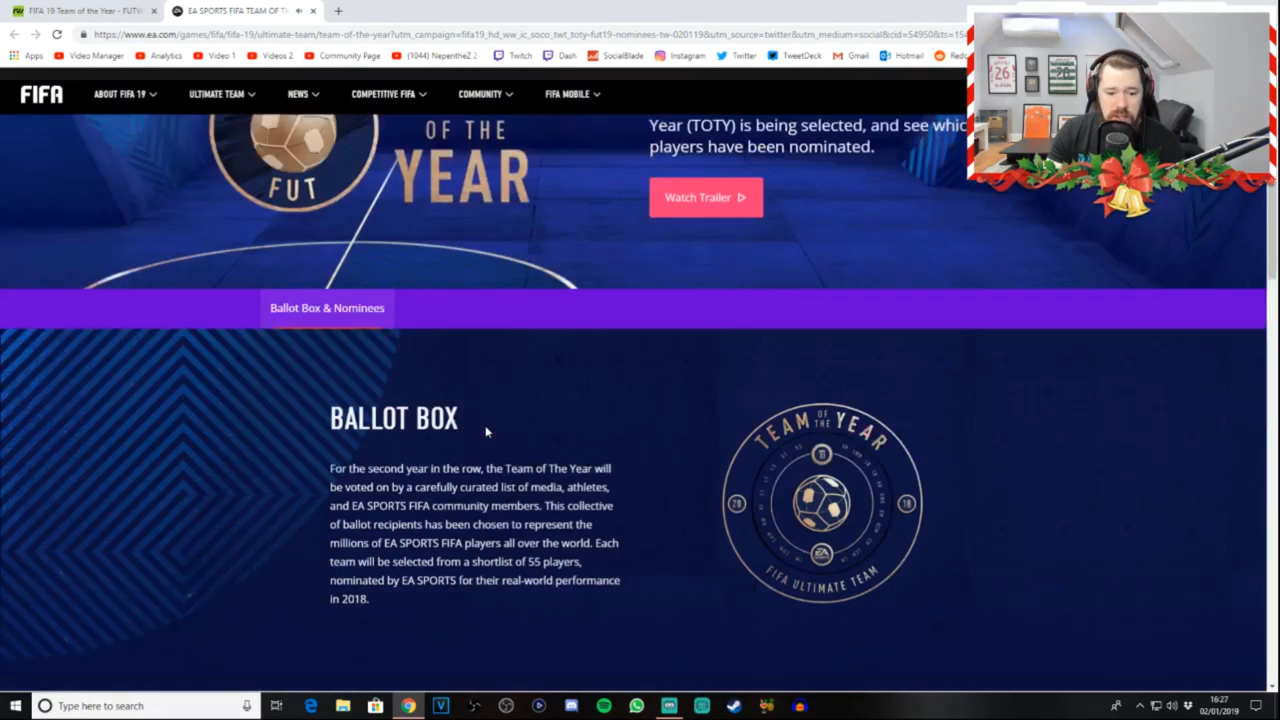 FIFA 19 Team of the Year - FUTW
EA SPORTS FIFA TEAM OF TH
https://www.ea.com/games/fifa/fifa-19/ultimate-team/team-of-the-year?utm_campaign=fifa19_hd_ww_ic_soco_twt_toty-fut19-nominees-tw-020119&utm_source=twitter&utm_medium=social&cid=54950&ts=15
Apps
Video Manager
Analytics
Video 1
Videos 2
Community Page
(1044) NepentheZ 2
Twitch
Dash
SocialBlade
Instagram
Twitter
TweetDeck
Gmail
Hotmail
Redd
FIFA
ABOUT FIFA 19
ULTIMATE TEAM
NEWS
COMPETITIVE FIFA
COMMUNITY
FIFA MOBILE
26
OF THE
YEAR
FUT
Year (TOTY) is being selected, and see whic
players have been nominated.
Watch Trailer
Ballot Box & Nominees
BALLOT BOX
For the second year in the row, the Team of The Year will
be voted on by a carefully curated list of media, athletes,
and EA SPORTS FIFA community members. This collective
of ballot recipients has been chosen to represent the
millions of EA SPORTS FIFA players all over the world. Each
team will be selected from a shortlist of 55 players,
nominated by EA SPORTS for their real-world performance
in 2018.
TEAM OF THE YEAR
20
18
EA SPORTS
FIFA ULTIMATE TEAM
Type here to search
16:27
02/01/2019